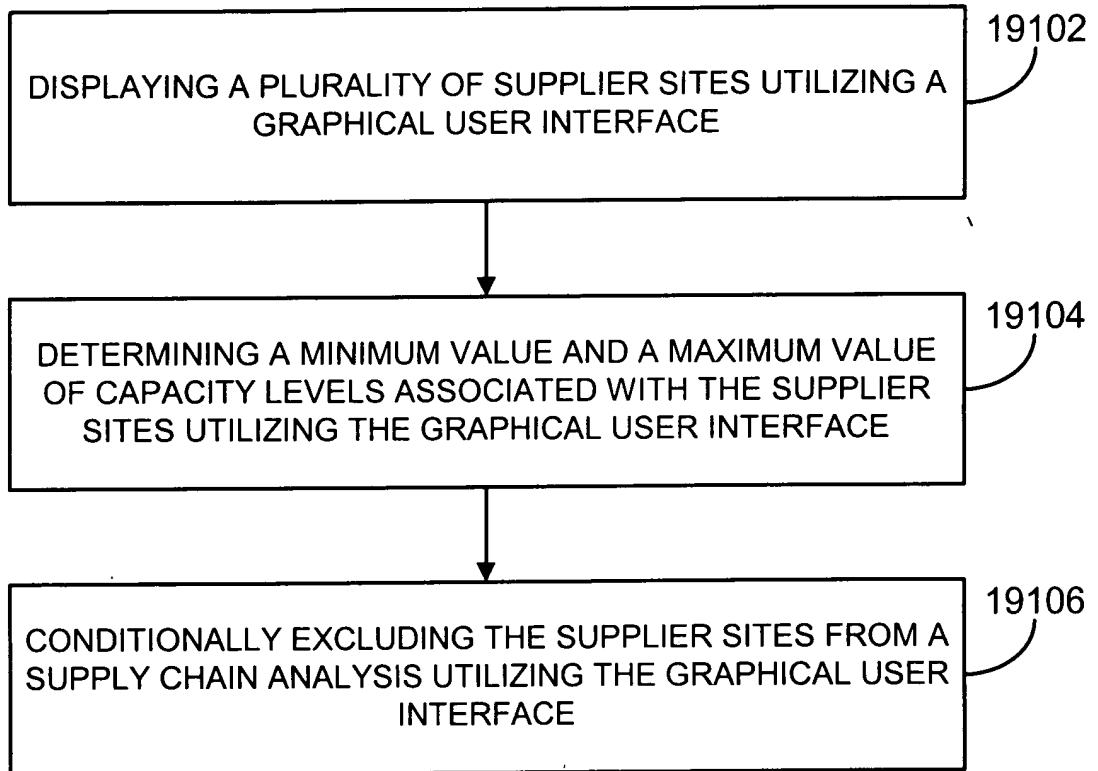 19102
DISPLAYING A PLURALITY OF SUPPLIER SITES UTILIZING A
GRAPHICAL USER INTERFACE
19104
DETERMINING A MINIMUM VALUE AND A MAXIMUM VALUE
OF CAPACITY LEVELS ASSOCIATED WITH THE SUPPLIER
SITES UTILIZING THE GRAPHICAL USER INTERFACE
19106
CONDITIONALLY EXCLUDING THE SUPPLIER SITES FROM A
SUPPLY CHAIN ANALYSIS UTILIZING THE GRAPHICAL USER
INTERFACE